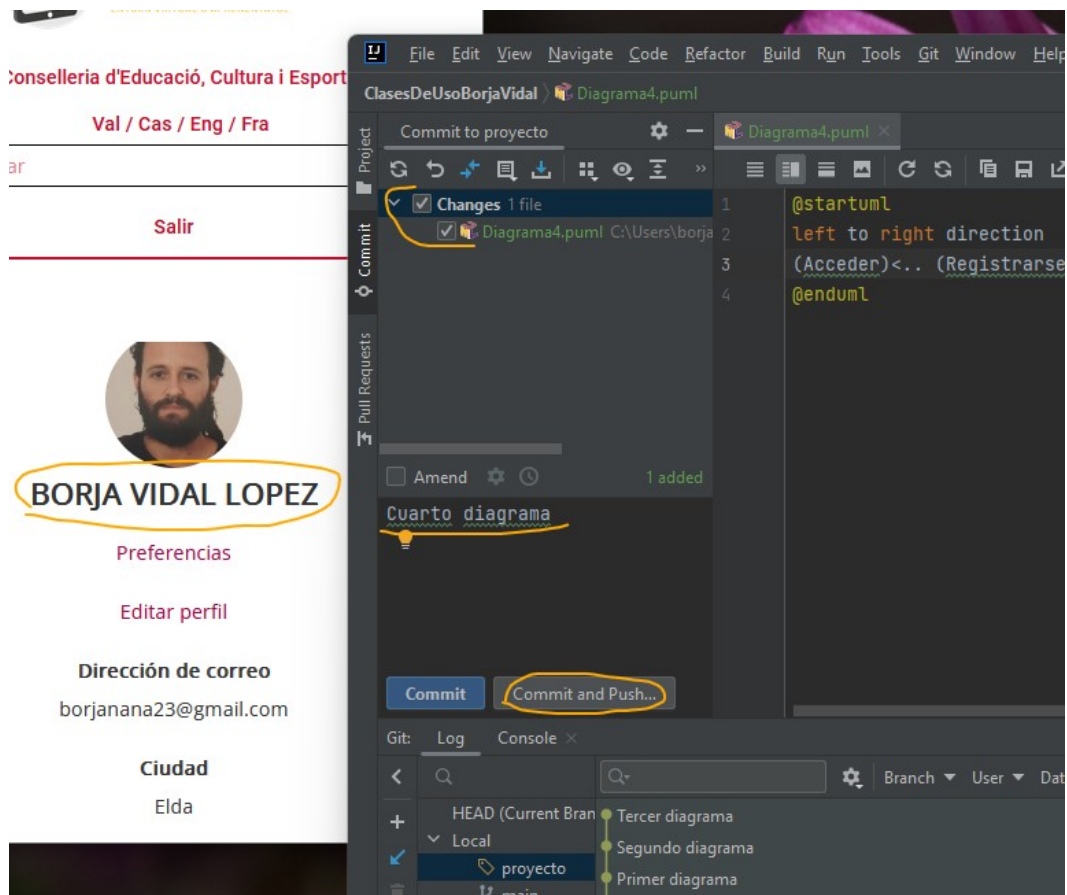 Conselleria d'Educació, Cultura i Esport
Val / Cas / Eng / Fra
ar
Salir
BORJA VIDAL LOPEZ
Preferencias
Editar perfil
Dirección de correo
borjanana23@gmail.com
Ciudad
Elda
IJ File Edit View Navigate Code Refactor Build Run Tools Git Window Help
ClasesDeUsoBorjaVidal Diagrama4.puml
Project
Commit
Pull Requests
Commit to proyecto
Changes 1 file
Diagrama4.puml C:\Users\borja
Amend 1 added
Cuarto diagrama
Commit Commit and Push...
Diagrama4.puml
1 @startuml
2 left to right direction
3 (Acceder)<.. (Registrarse
4 @enduml
Git: Log Console
Branch User Dat
HEAD (Current Bran
Local
proyecto
main
Tercer diagrama
Segundo diagrama
Primer diagrama